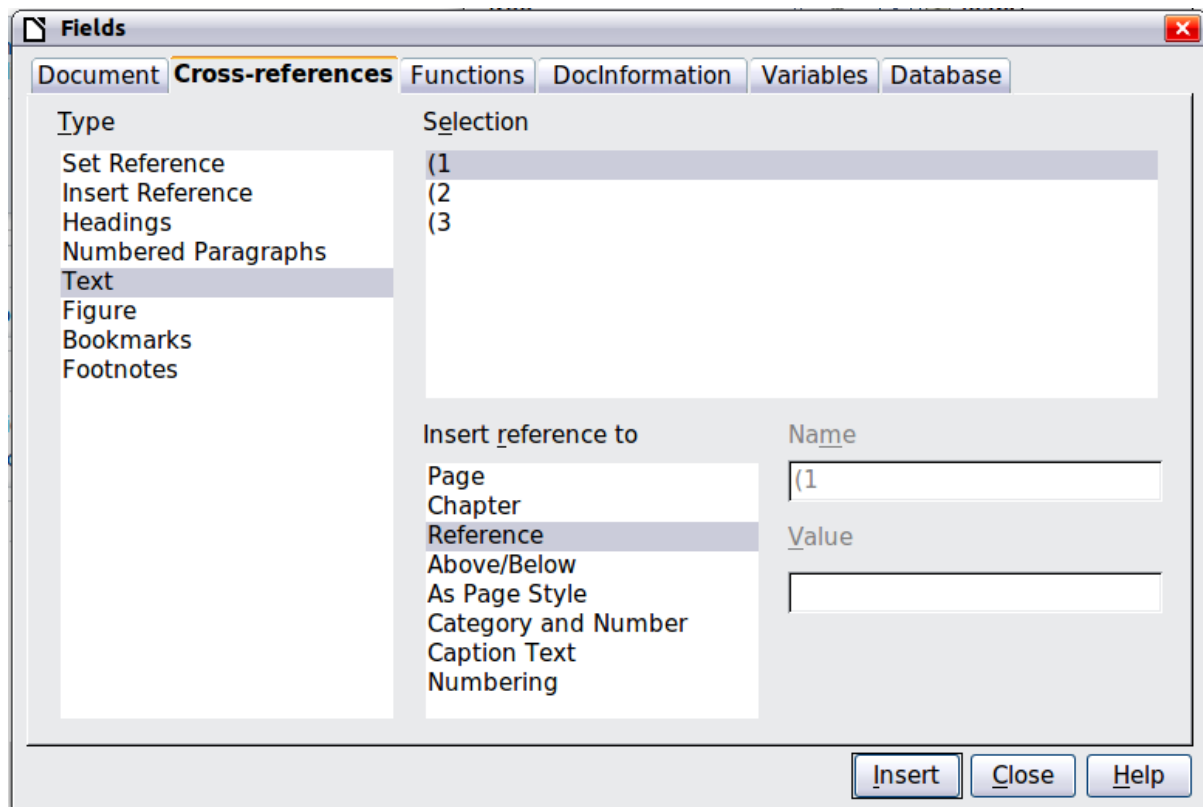 Fields
Document Cross-references Functions DocInformation Variables Database
Type
Set Reference
Insert Reference
Headings
Numbered Paragraphs
Text
Figure
Bookmarks
Footnotes
Selection
(1
(2
(3
Insert reference to
Page
Chapter
Reference
Above/Below
As Page Style
Category and Number
Caption Text
Numbering
Name
(1
Value
Insert Close Help